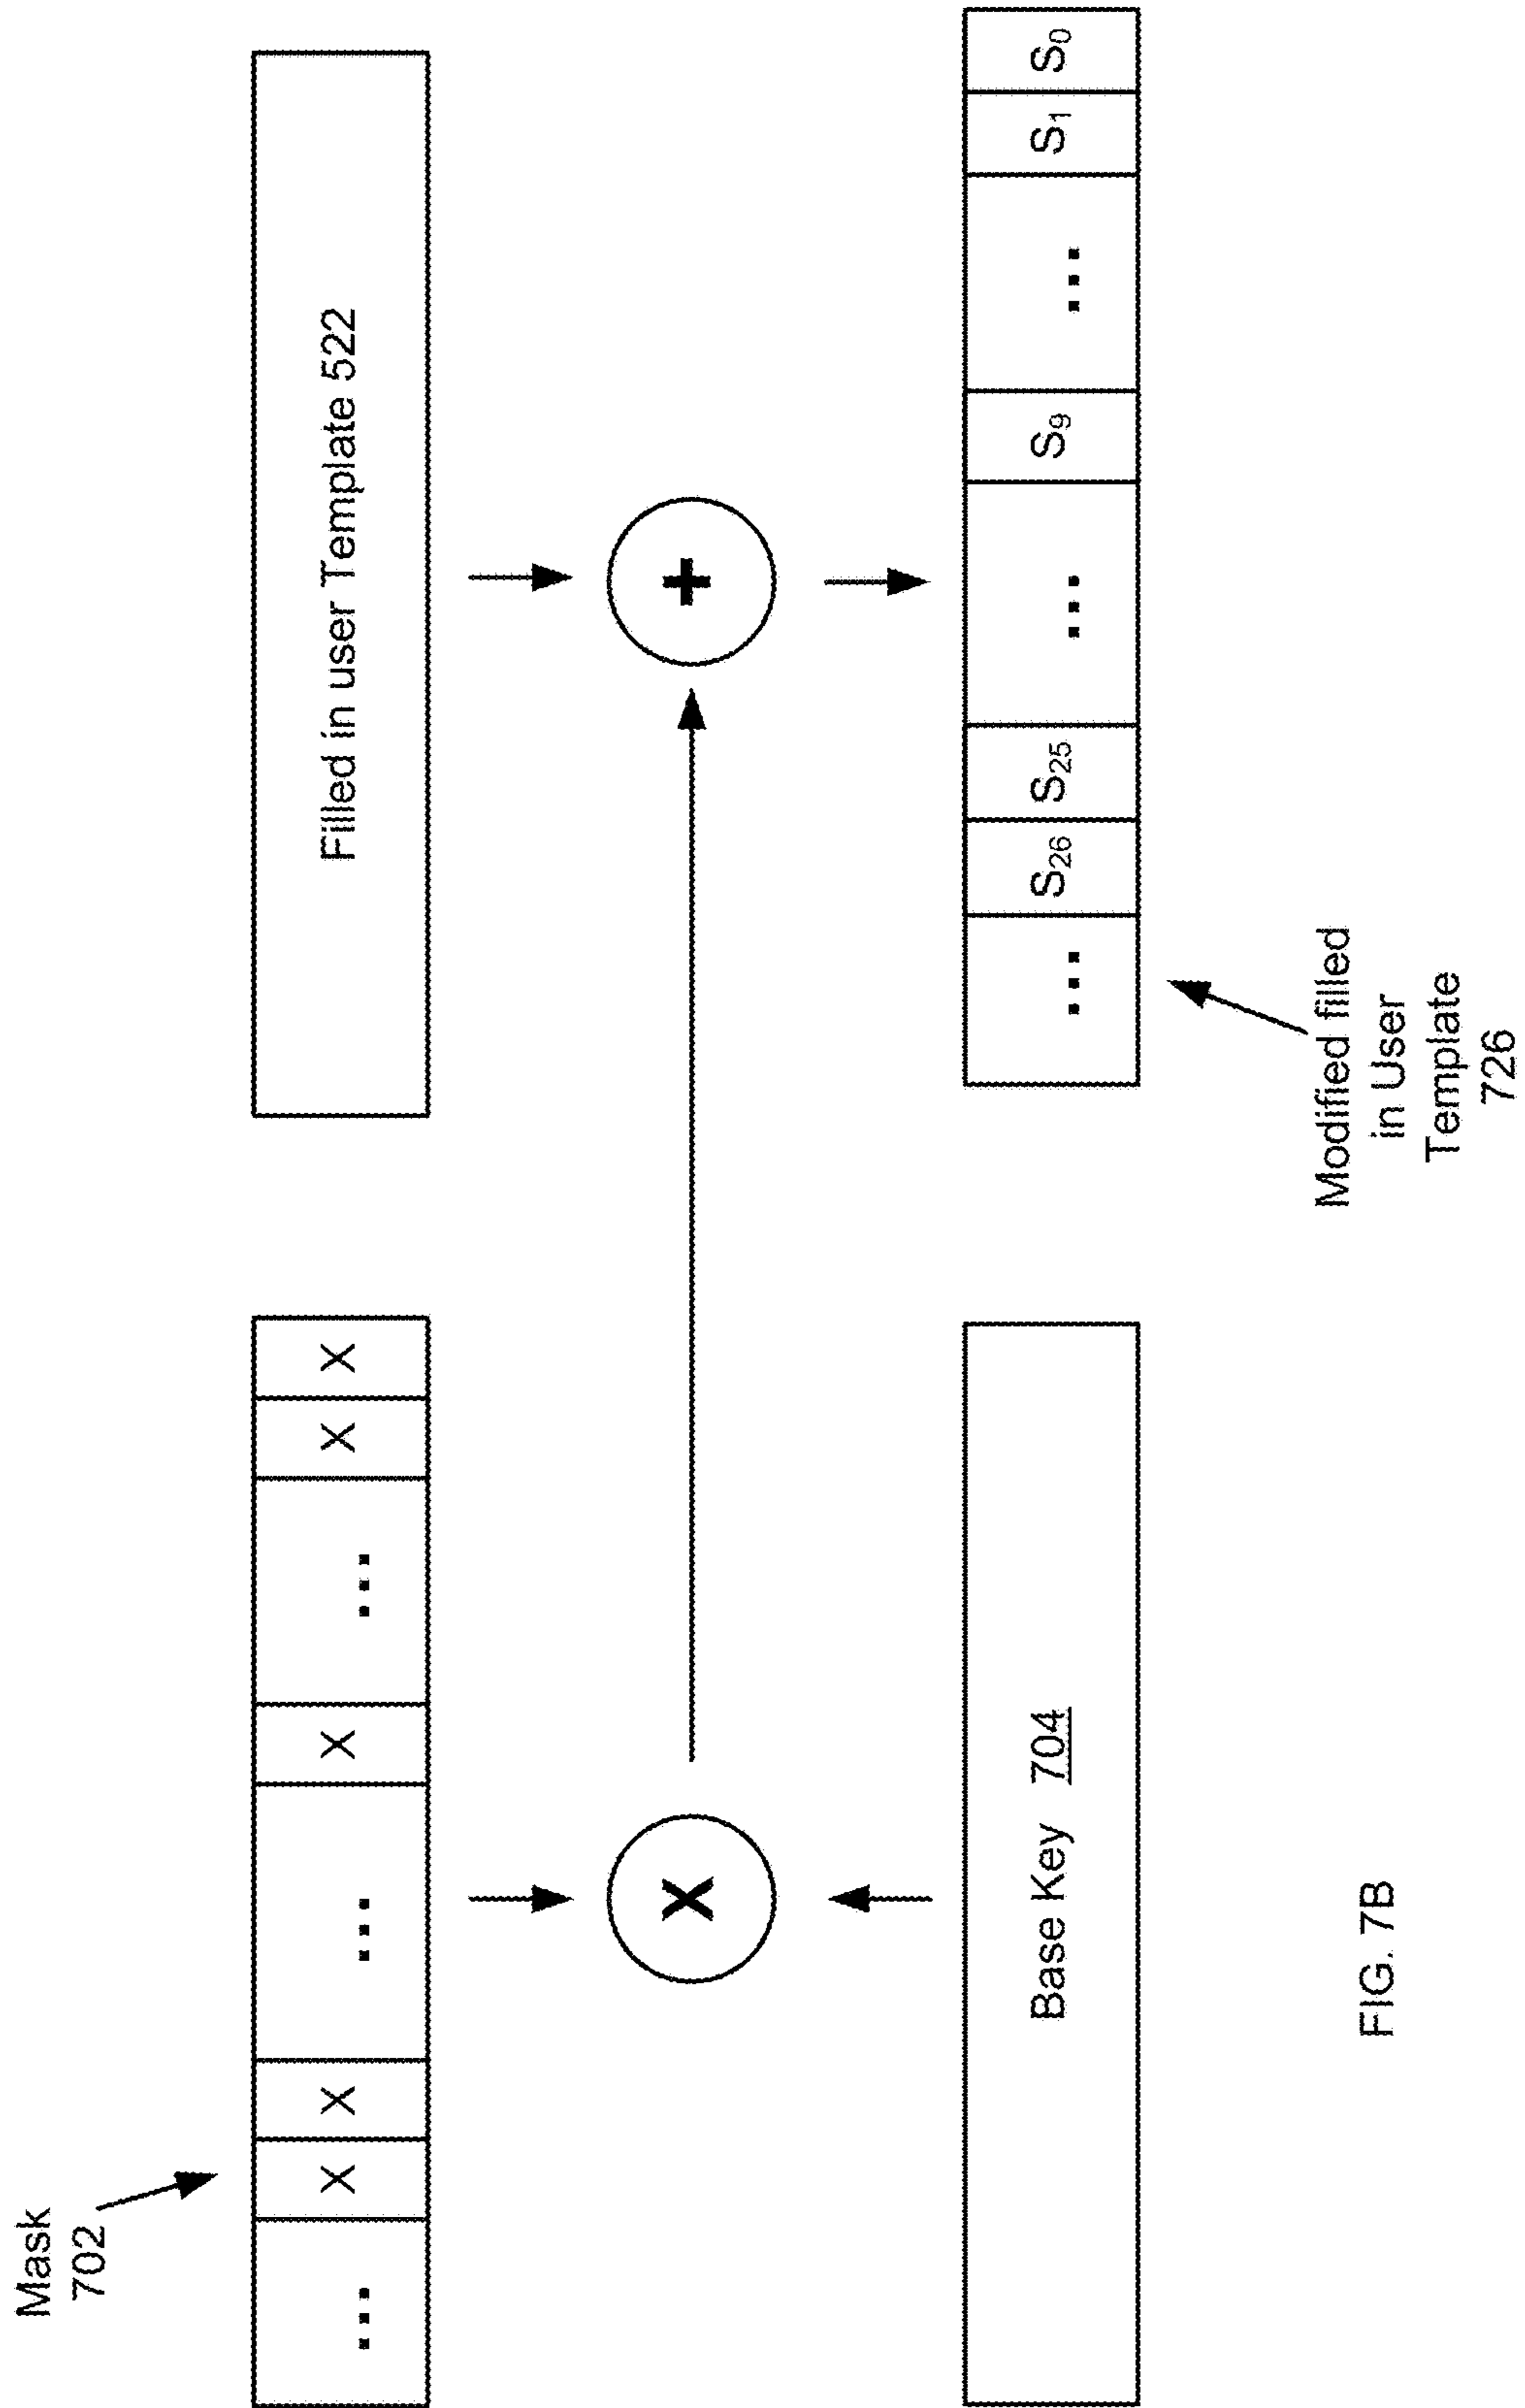 Mask
702
... X X ... X ... X X
Filled in user Template 522
X
+
Base Key 704
... S26 S25 ... S9 ... S1 S0
Modified filled
in User
Template
726
FIG. 7B